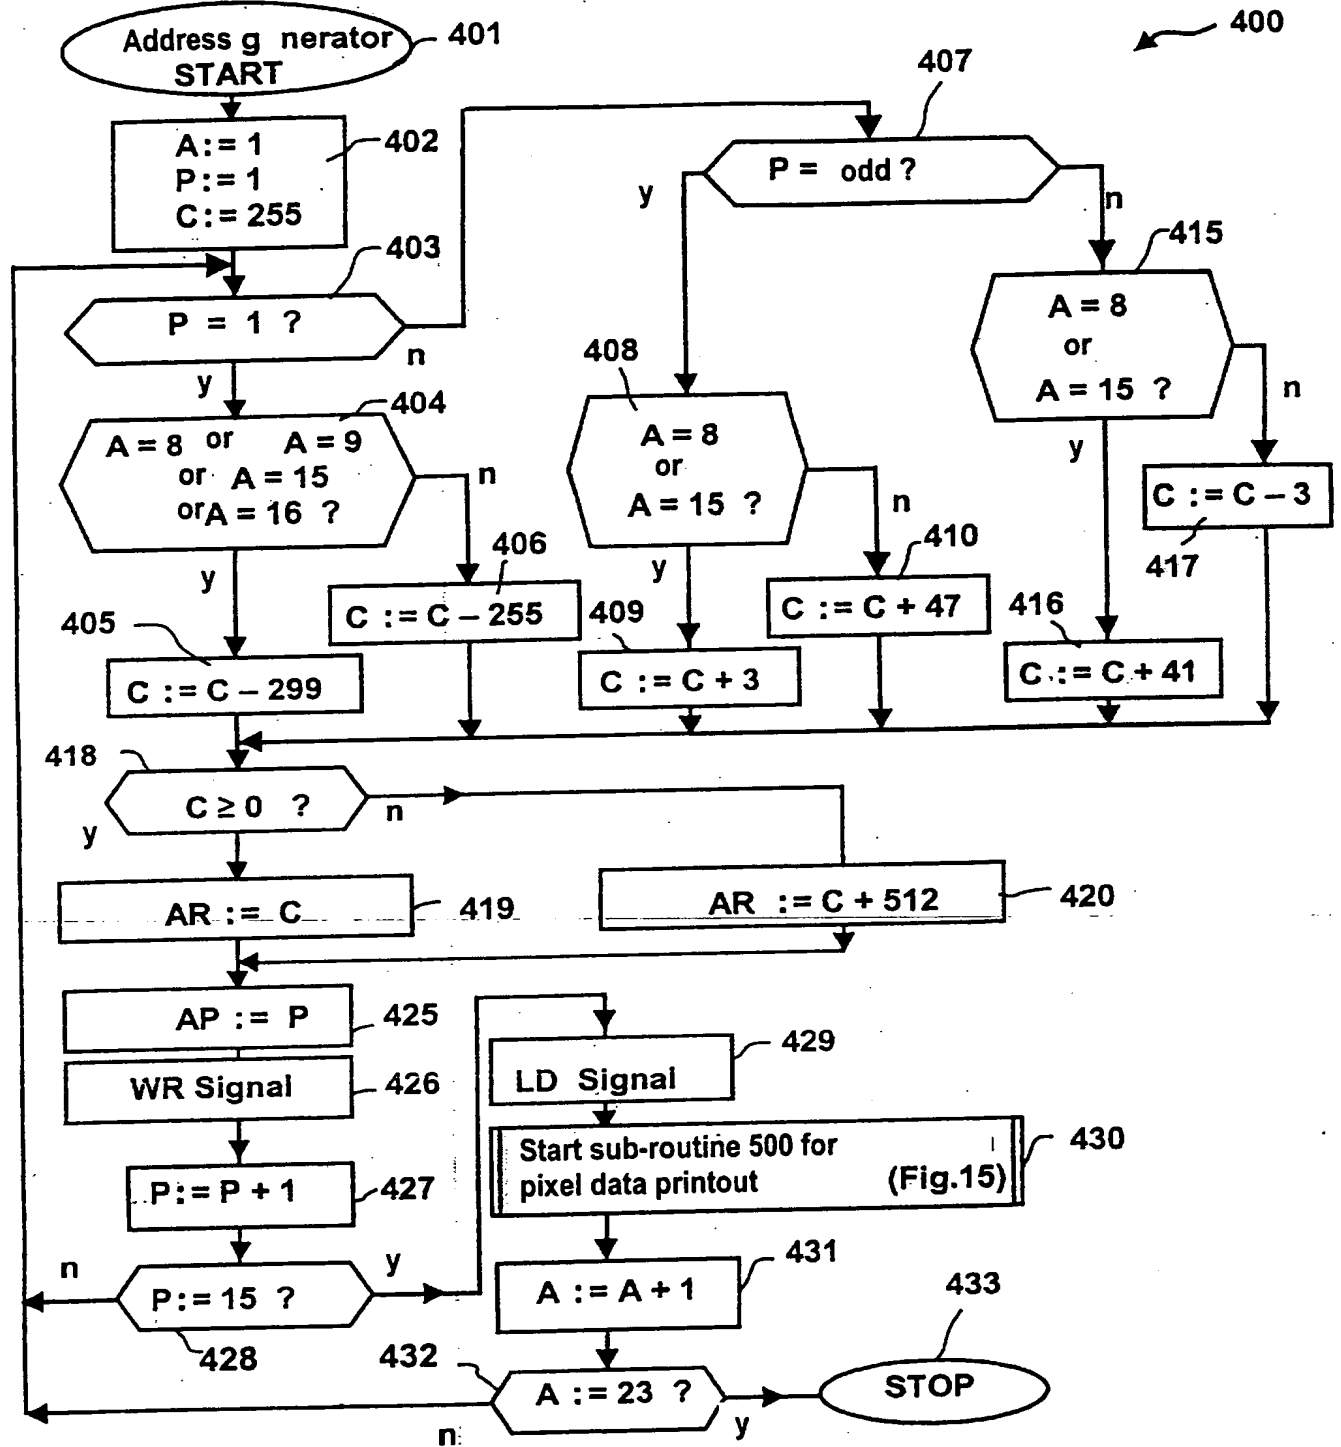 Address g nerator
START
401
400
A := 1
P := 1
C := 255
402
403
P = 1 ?
n
y
407
P = odd ?
y
n
404
A = 8 or A = 9
or A = 15
or A = 16 ?
n
y
408
A = 8
or
A = 15 ?
n
y
415
A = 8
or
A = 15 ?
n
y
C := C – 3
417
406
C := C – 255
405
C := C – 299
410
C := C + 47
409
C := C + 3
416
C := C + 41
418
C ≥ 0 ?
n
y
AR := C
419
AR := C + 512
420
AP := P
425
WR Signal
426
P := P + 1
427
n
y
P := 15 ?
428
LD Signal
429
Start sub-routine 500 for
pixel data printout (Fig.15)
430
A := A + 1
431
432
A := 23 ?
n
y
433
STOP